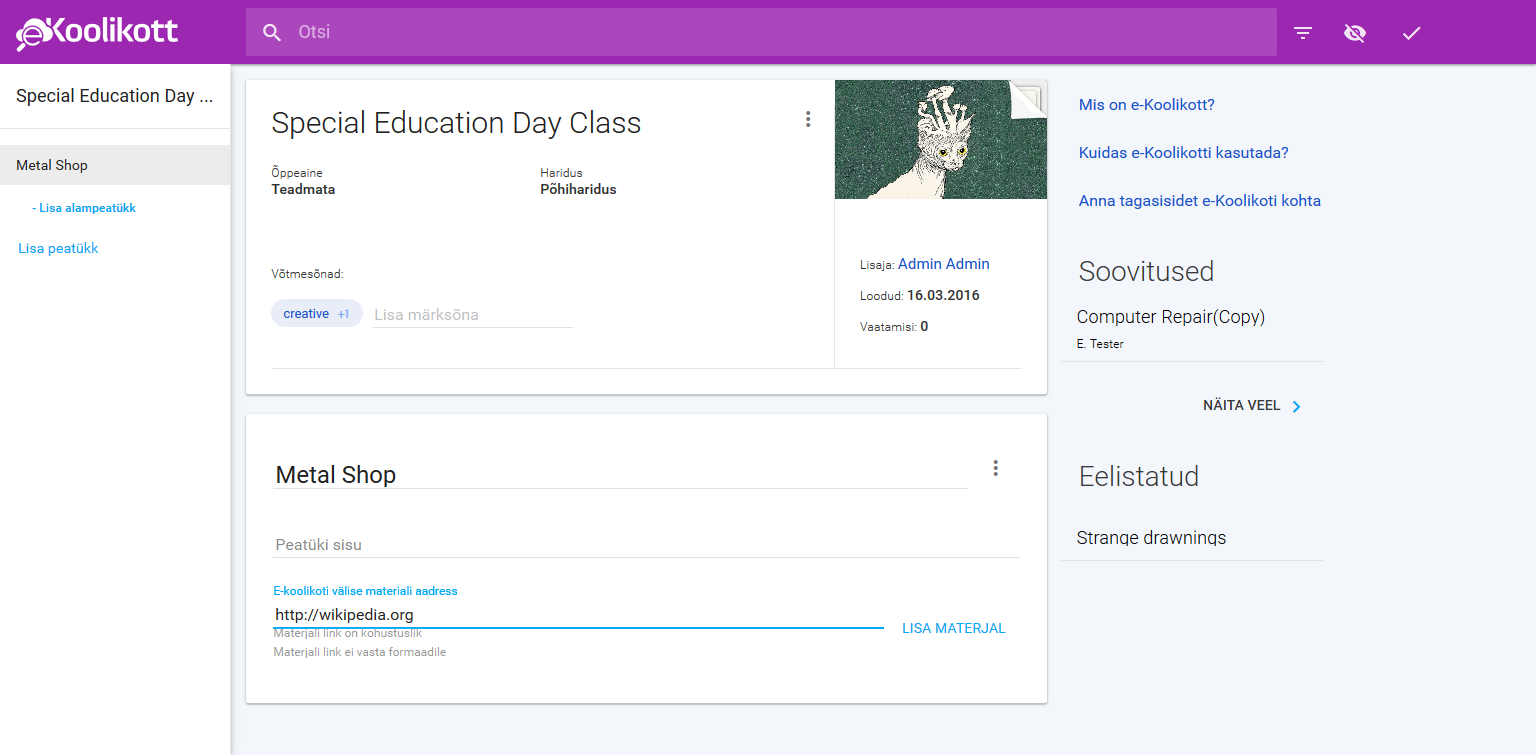 eKoolikott
Otsi
Special Education Day ...
Metal Shop
- Lisa alampeatükk
Lisa peatükk
Special Education Day Class
Õppeaine
Teadmata
Haridus
Põhiharidus
Võtmesõnad:
creative +1
Lisa märksõna
Lisaja: Admin Admin
Loodud: 16.03.2016
Vaatamisi: 0
Metal Shop
Peatüki sisu
E-koolikoti välise materiali aadress
http://wikipedia.org
Materjali link on kohustuslik
Materjali link ei vasta formaadile
LISA MATERJAL
Mis on e-Koolikott?
Kuidas e-Koolikotti kasutada?
Anna tagasisidet e-Koolikoti kohta
Soovitused
Computer Repair(Copy)
E. Tester
NÄITA VEEL
Eelistatud
Strange drawnings